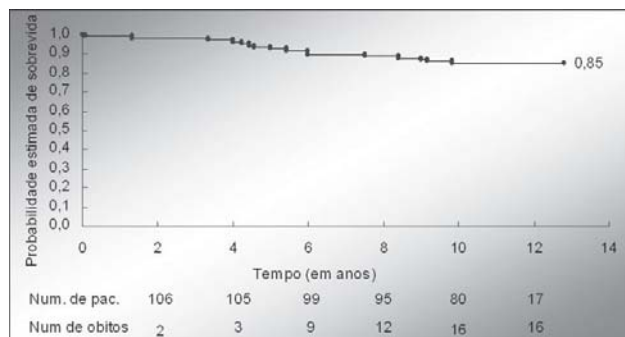 Probabilidade estimada de sobrevida
1,0
0,9
0,8
0,7
0,6
0,5
0,4
0,3
0,2
0,1
0,0
0,85
0 2 4 6 8 10 12 14
Tempo (em anos)
Num. de pac. 106 105 99 95 80 17
Num de obitos 2 3 9 12 16 16